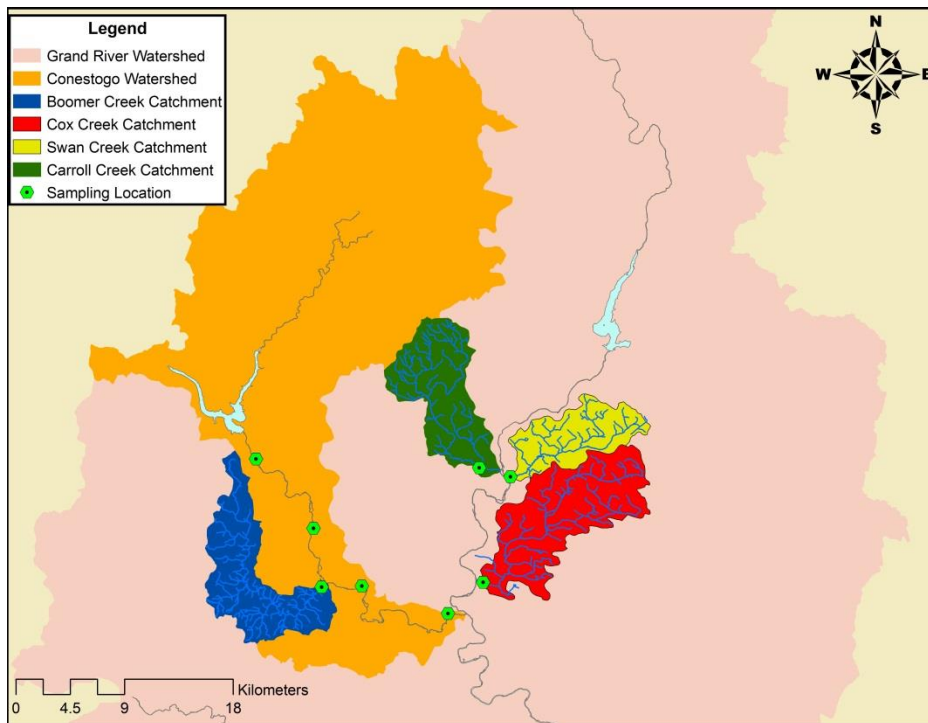 Legend
Grand River Watershed
Conestogo Watershed
Boomer Creek Catchment
Cox Creek Catchment
Swan Creek Catchment
Carroll Creek Catchment
Sampling Location
N
W E
S
Kilometers
0 4.5 9 18